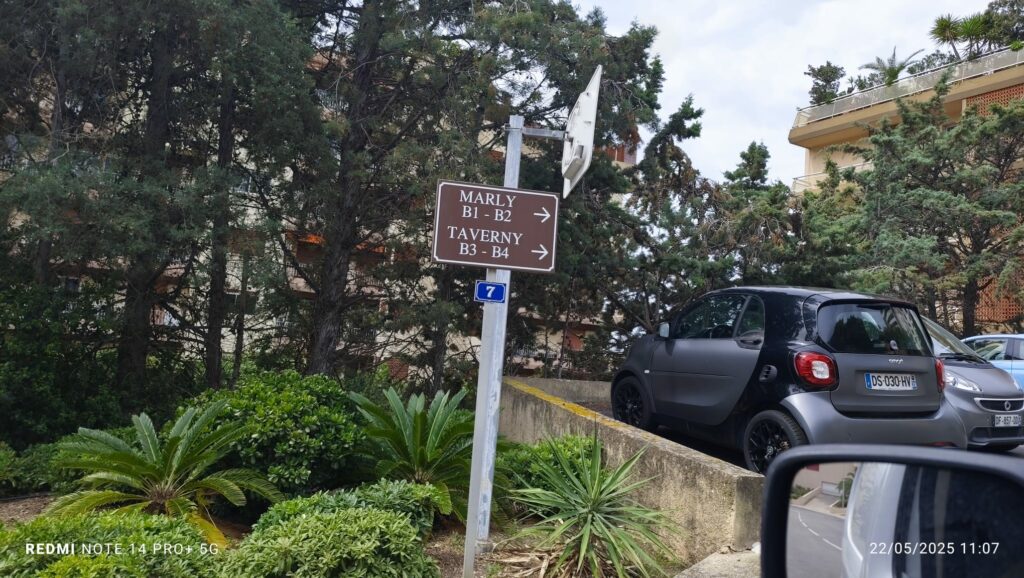 MARLY
B1 - B2
TAVERNY
B3 - B4
7
DS-030-HV
REDMI NOTE 14 PRO+ 5G
22/05/2025 11:07